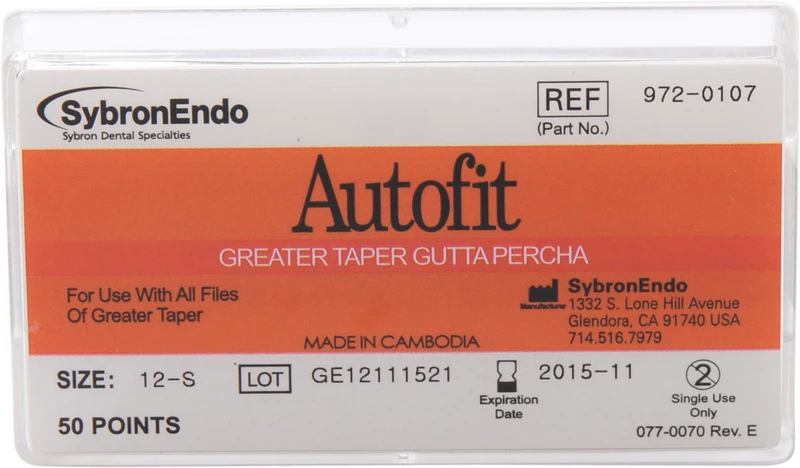 SybronEndo
Sybron Dental Specialties
REF 972-0107
(Part No.)
Autofit
GREATER TAPER GUTTA PERCHA
For Use With All Files
Of Greater Taper
Manufacturer
SybronEndo
1332 S. Lone Hill Avenue
Glendora, CA 91740 USA
714.516.7979
MADE IN CAMBODIA
SIZE: 12-S
LOT GE12111521
2015-11
Expiration
Date
2
Single Use
Only
50 POINTS
077-0070 Rev. E